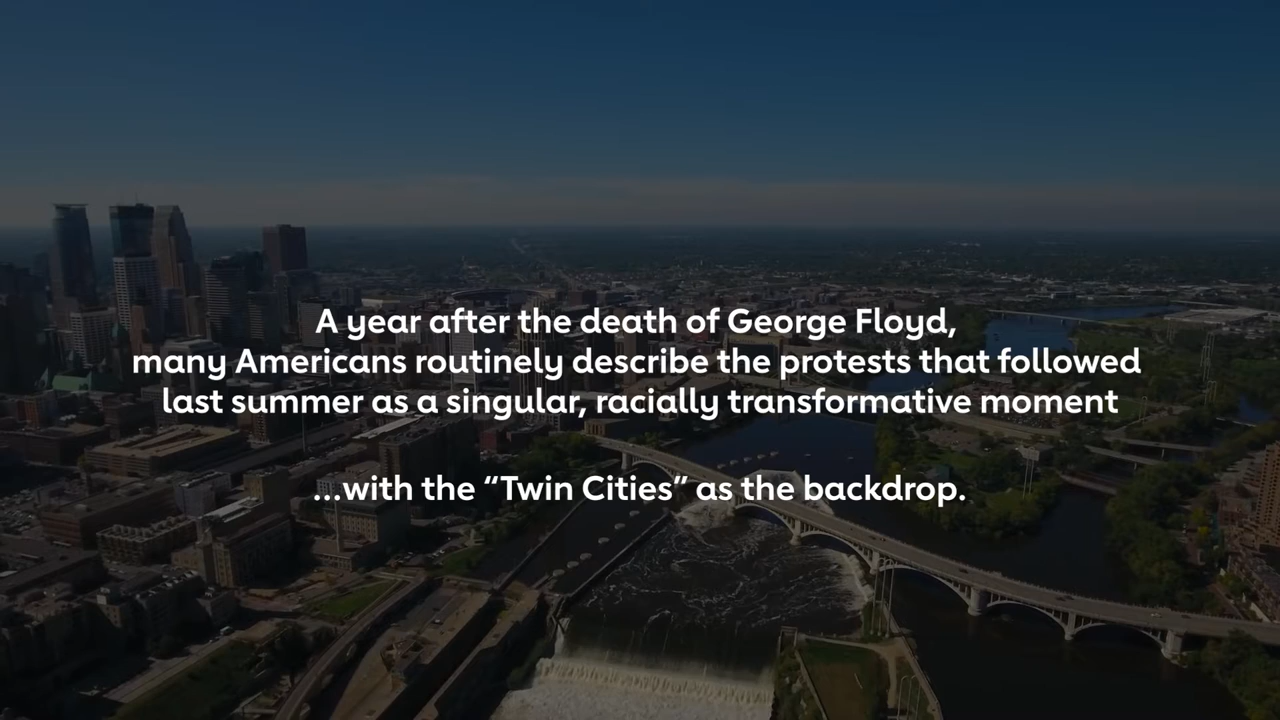 A year after the death of George Floyd,
many Americans routinely describe the protests that followed
last summer as a singular, racially transformative moment
...with the “Twin Cities” as the backdrop.